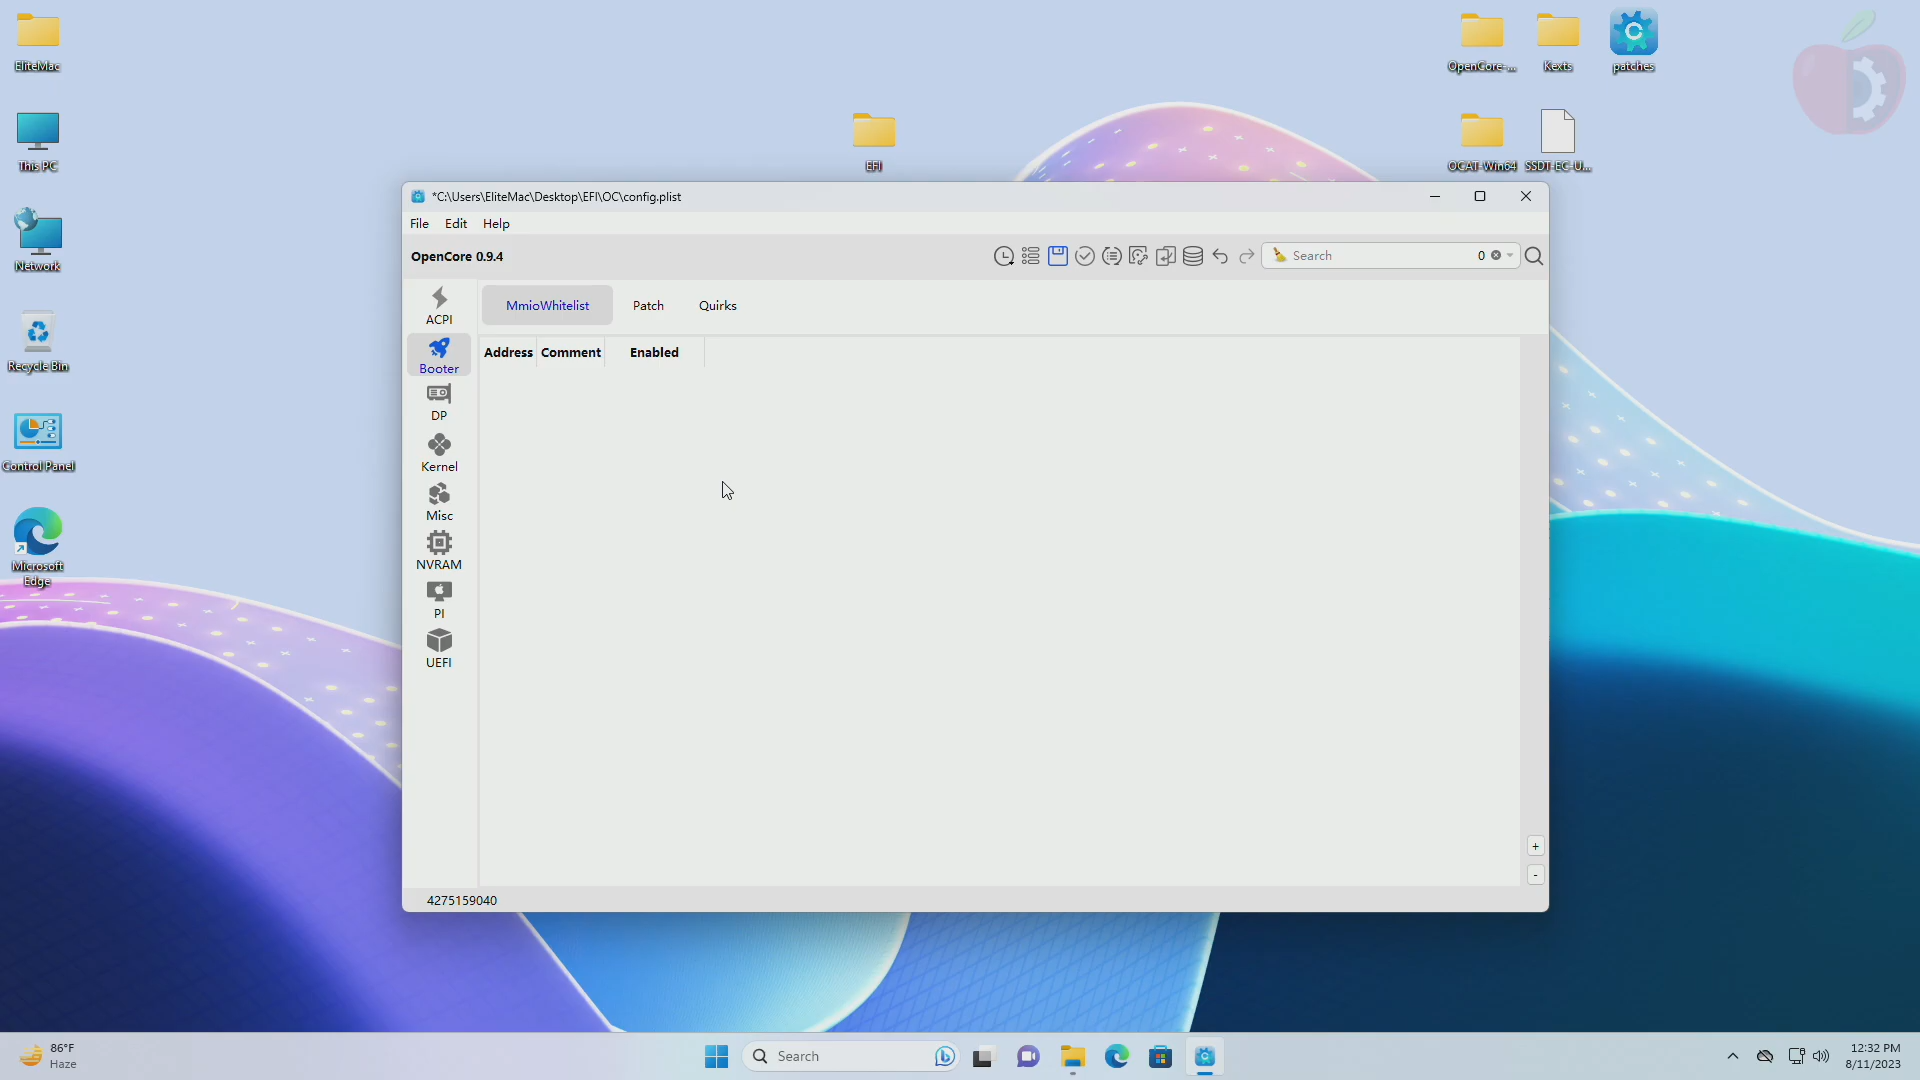 EliteMac
This PC
Network
Recycle Bin
Control Panel
Microsoft
Edge
EFI
OpenCore-...
Kexts
patches
OCAT-Win64
SSDT-EC-U...
*C:\Users\EliteMac\Desktop\EFI\OC\config.plist
File Edit Help
OpenCore 0.9.4
Search 0
ACPI
Booter
DP
Kernel
Misc
NVRAM
PI
UEFI
MmioWhitelist Patch Quirks
Address Comment Enabled
+
-
4275159040
86°F
Haze
Search
12:32 PM
8/11/2023